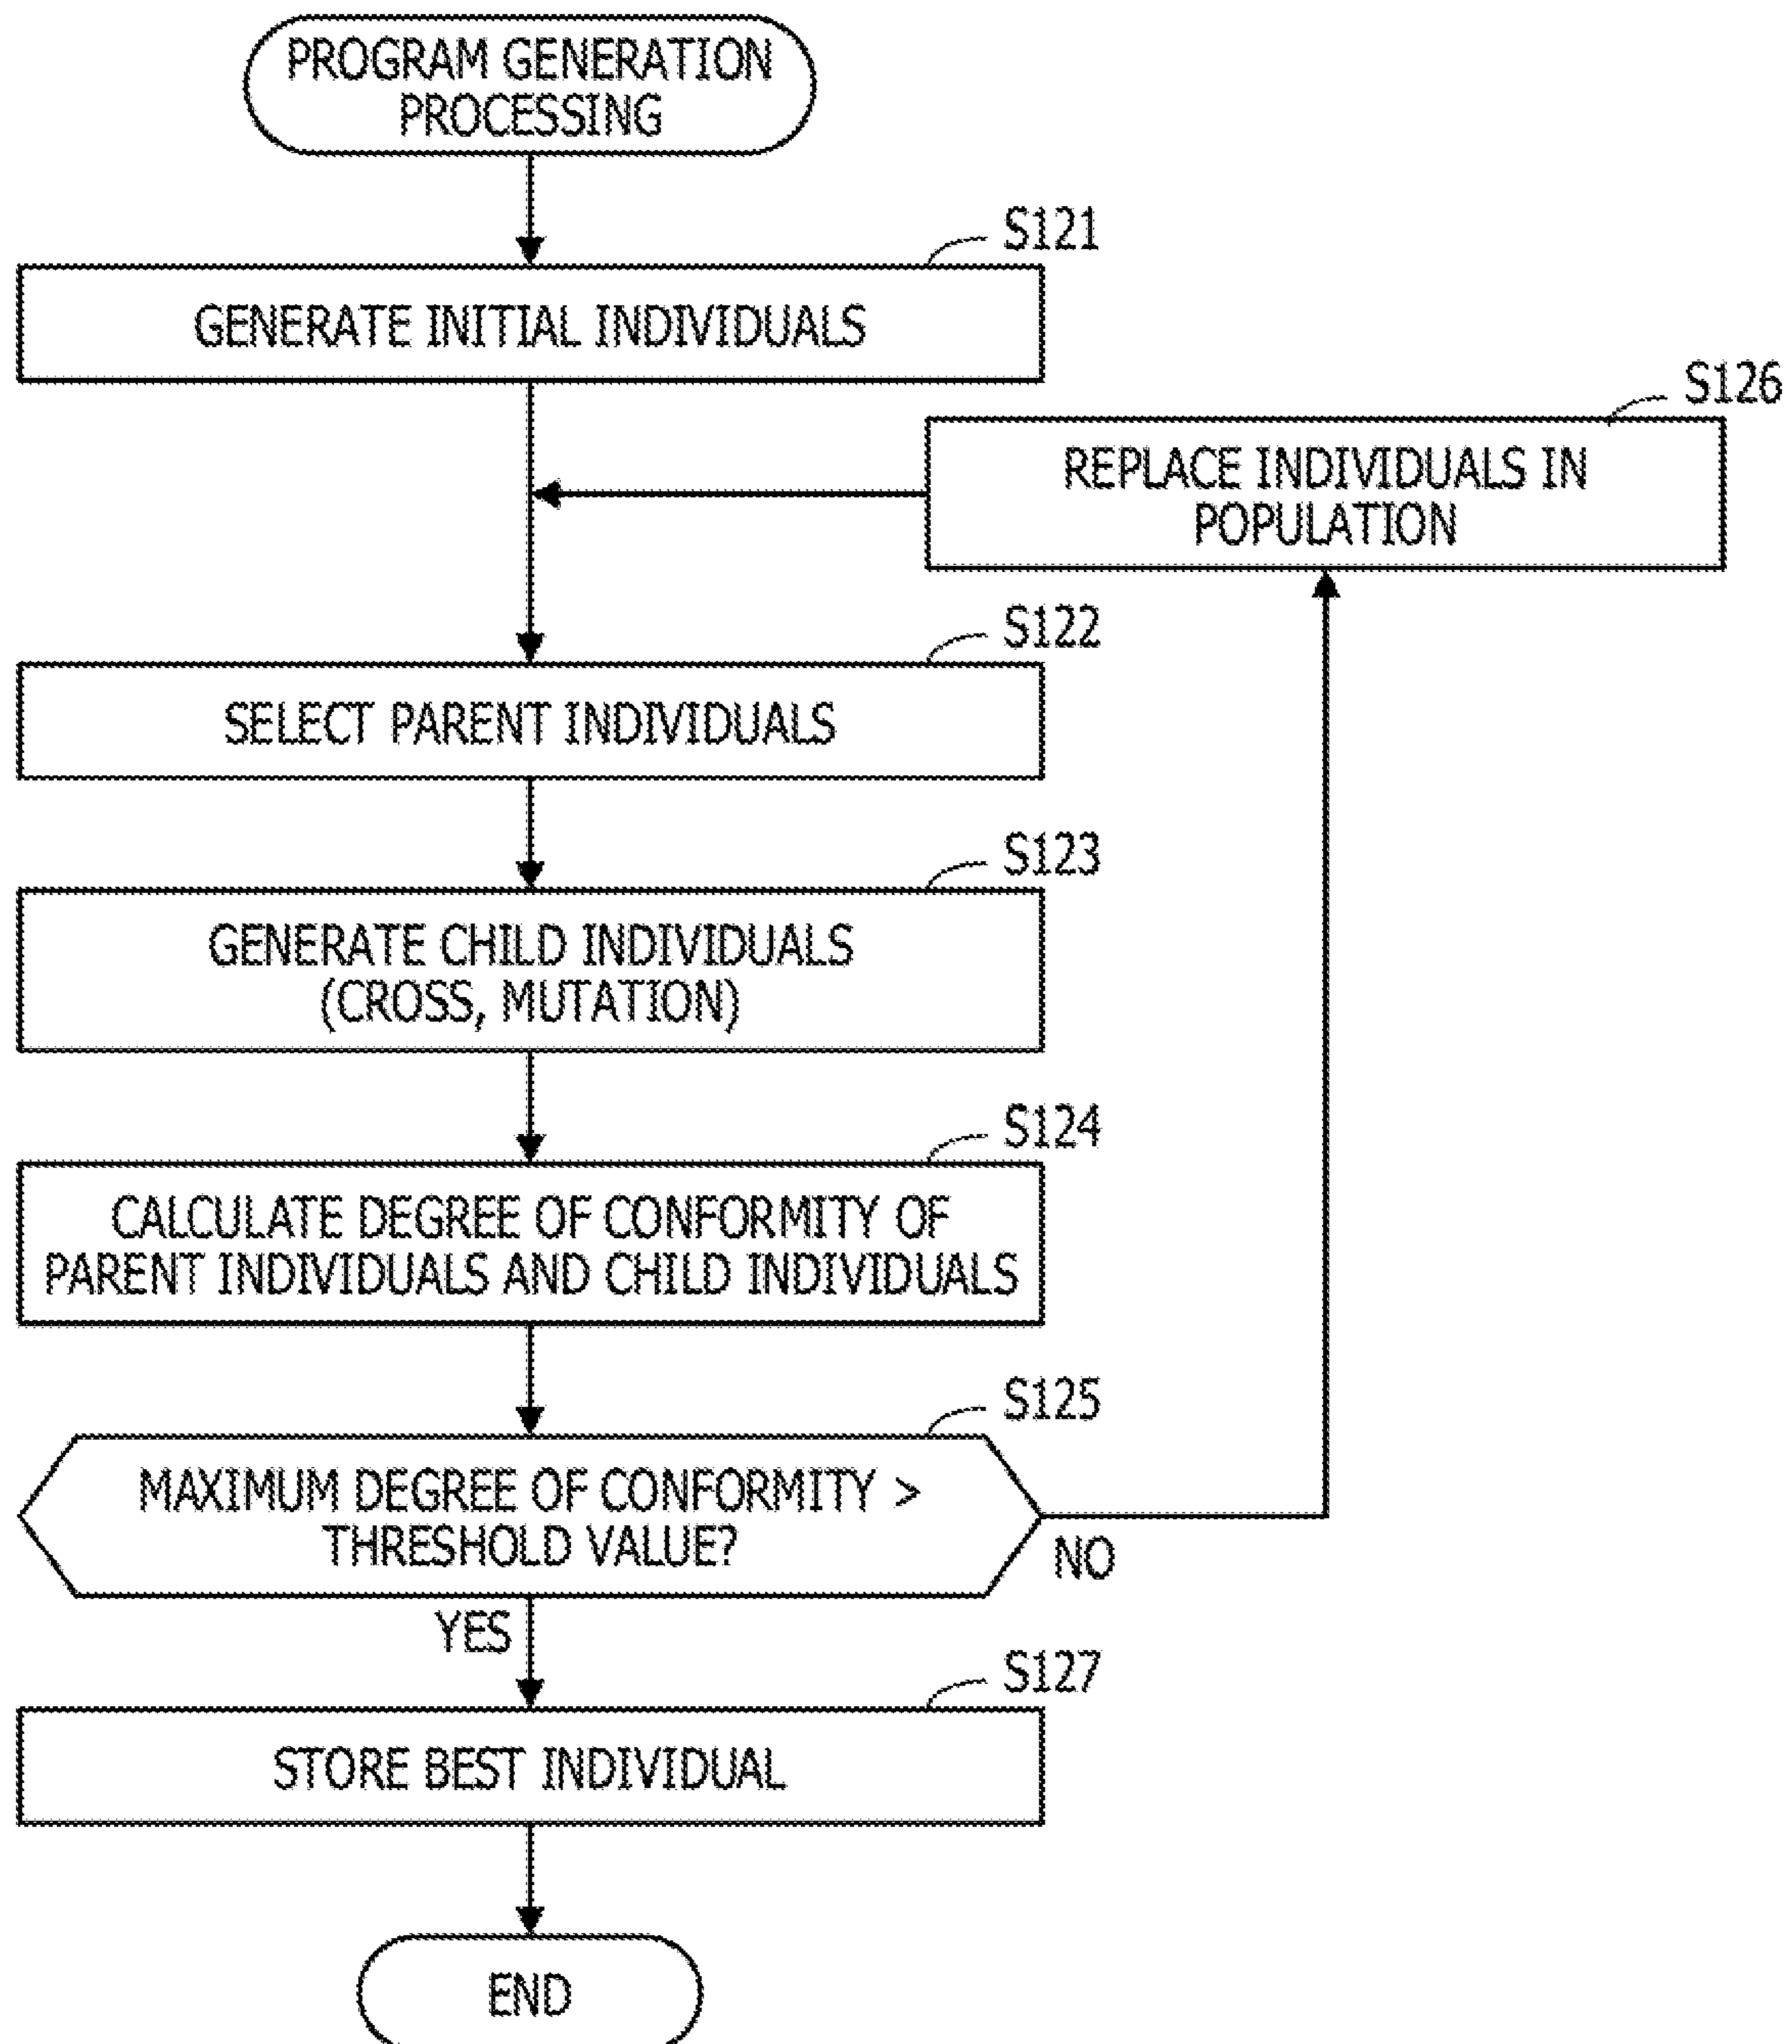 PROGRAM GENERATION
PROCESSING
S121
GENERATE INITIAL INDIVIDUALS
S126
REPLACE INDIVIDUALS IN
POPULATION
S122
SELECT PARENT INDIVIDUALS
S123
GENERATE CHILD INDIVIDUALS
(CROSS, MUTATION)
S124
CALCULATE DEGREE OF CONFORMITY OF
PARENT INDIVIDUALS AND CHILD INDIVIDUALS
S125
MAXIMUM DEGREE OF CONFORMITY >
THRESHOLD VALUE?
NO
YES
S127
STORE BEST INDIVIDUAL
END